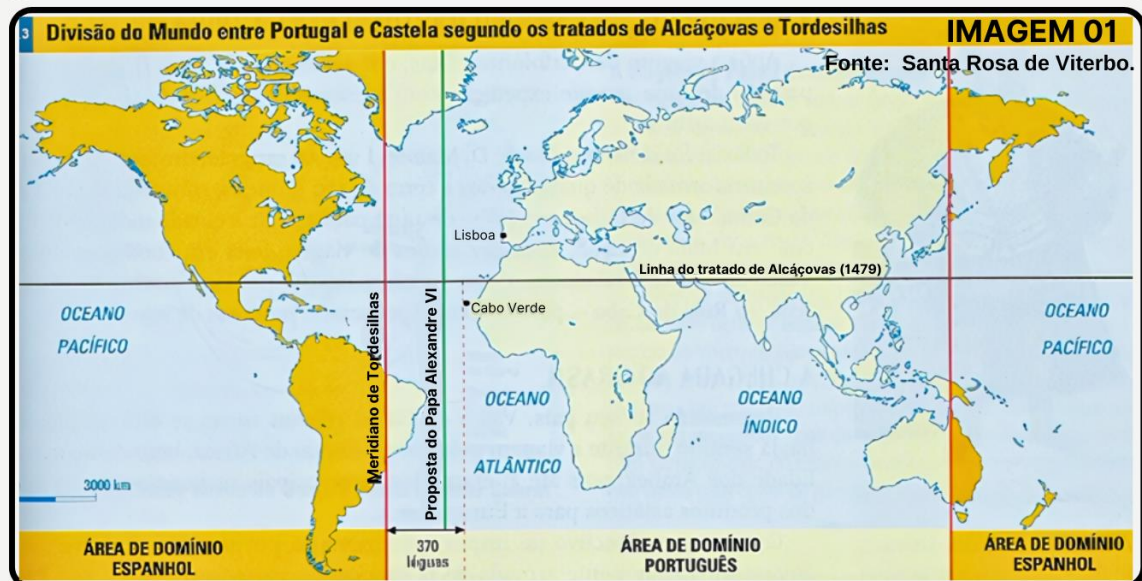 3 Divisão do Mundo entre Portugal e Castela segundo os tratados de Alcáçovas e Tordesilhas
IMAGEM 01
Fonte: Santa Rosa de Viterbo.
Lisboa
Linha do tratado de Alcáçovas (1479)
Cabo Verde
OCEANO
PACÍFICO
Meridiano de Tordesilhas
Proposta do Papa Alexandre VI
OCEANO
ATLÂNTICO
OCEANO
ÍNDICO
OCEANO
PACÍFICO
3000 km
370
léguas
ÁREA DE DOMÍNIO
ESPANHOL
ÁREA DE DOMÍNIO
PORTUGUÊS
ÁREA DE DOMÍNIO
ESPANHOL